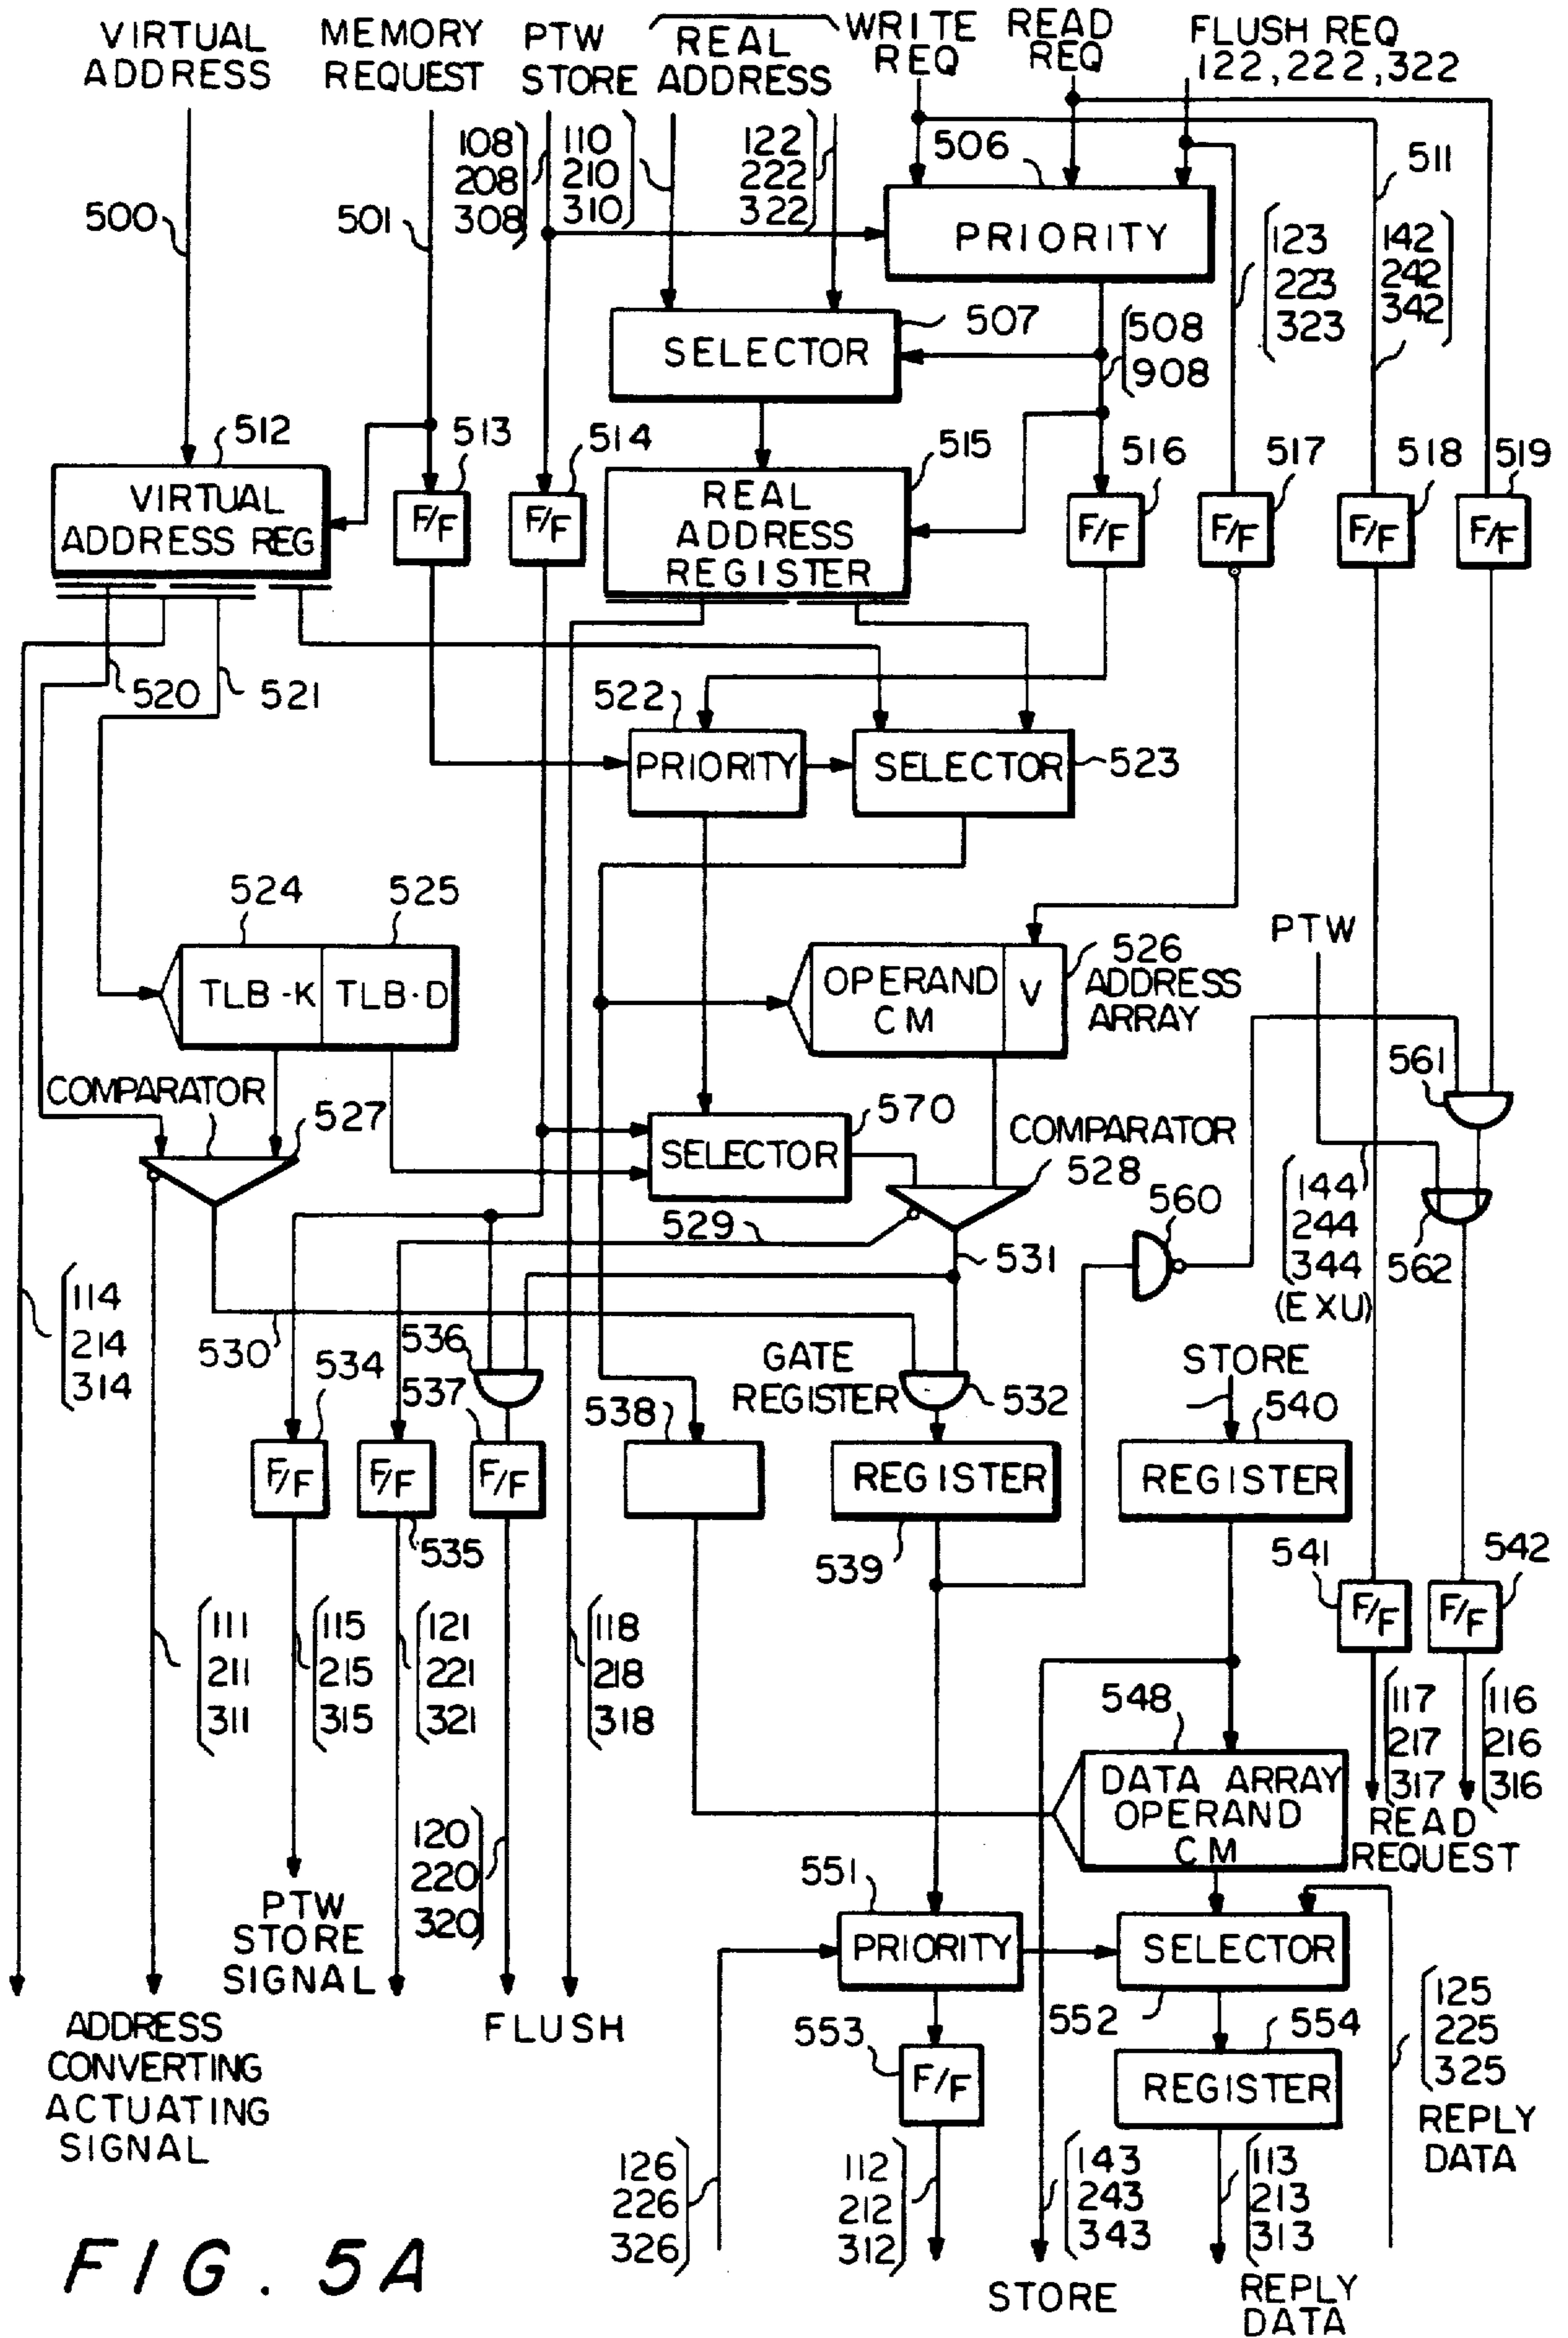 VIRTUAL
ADDRESS
MEMORY
REQUEST
PTW
STORE
REAL
ADDRESS
WRITE
REQ
READ
REQ
FLUSH REQ
122, 222, 322
108
208
308
110
210
310
122
222
322
506
511
500
501
PRIORITY
123
223
323
142
242
342
507
SELECTOR
508
908
512
513
514
515
516
517
518
519
VIRTUAL
ADDRESS REG
F/F
F/F
REAL
ADDRESS
REGISTER
F/F
F/F
F/F
F/F
520
521
522
PRIORITY
SELECTOR
523
524
525
TLB-K
TLB-D
OPERAND
CM
V
526
ADDRESS
ARRAY
PTW
561
COMPARATOR
527
570
SELECTOR
COMPARATOR
528
529
560
144
244
344
(EXU)
562
531
114
214
314
530
534
536
537
GATE
REGISTER
532
STORE
540
538
F/F
F/F
F/F
REGISTER
REGISTER
535
539
541
542
F/F
F/F
111
211
311
115
215
315
121
221
321
118
218
318
548
117
217
317
116
216
316
DATA ARRAY
OPERAND
CM
READ
REQUEST
120
220
320
551
PTW
STORE
SIGNAL
PRIORITY
SELECTOR
125
225
325
ADDRESS
CONVERTING
ACTUATING
SIGNAL
FLUSH
553
552
554
F/F
REGISTER
REPLY
DATA
126
226
326
112
212
312
143
243
343
113
213
313
STORE
REPLY
DATA
FIG. 5A